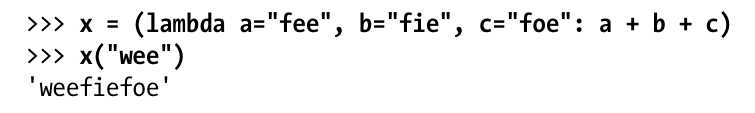 >>> x = (lambda a="fee", b="fie", c="foe": a + b + c)
>>> x("wee")
'weefiefoe'